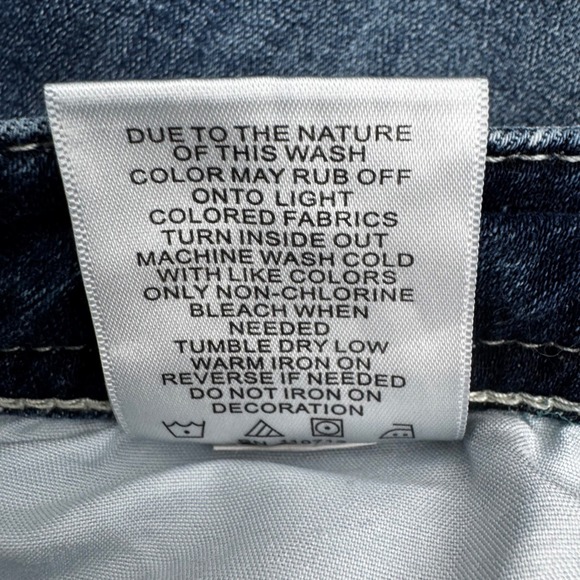 DUE TO THE NATURE
OF THIS WASH
COLOR MAY RUB OFF
ONTO LIGHT
COLORED FABRICS
TURN INSIDE OUT
MACHINE WASH COLD
WITH LIKE COLORS
ONLY NON-CHLORINE
BLEACH WHEN
NEEDED
TUMBLE DRY LOW
WARM IRON ON
REVERSE IF NEEDED
DO NOT IRON ON
DECORATION